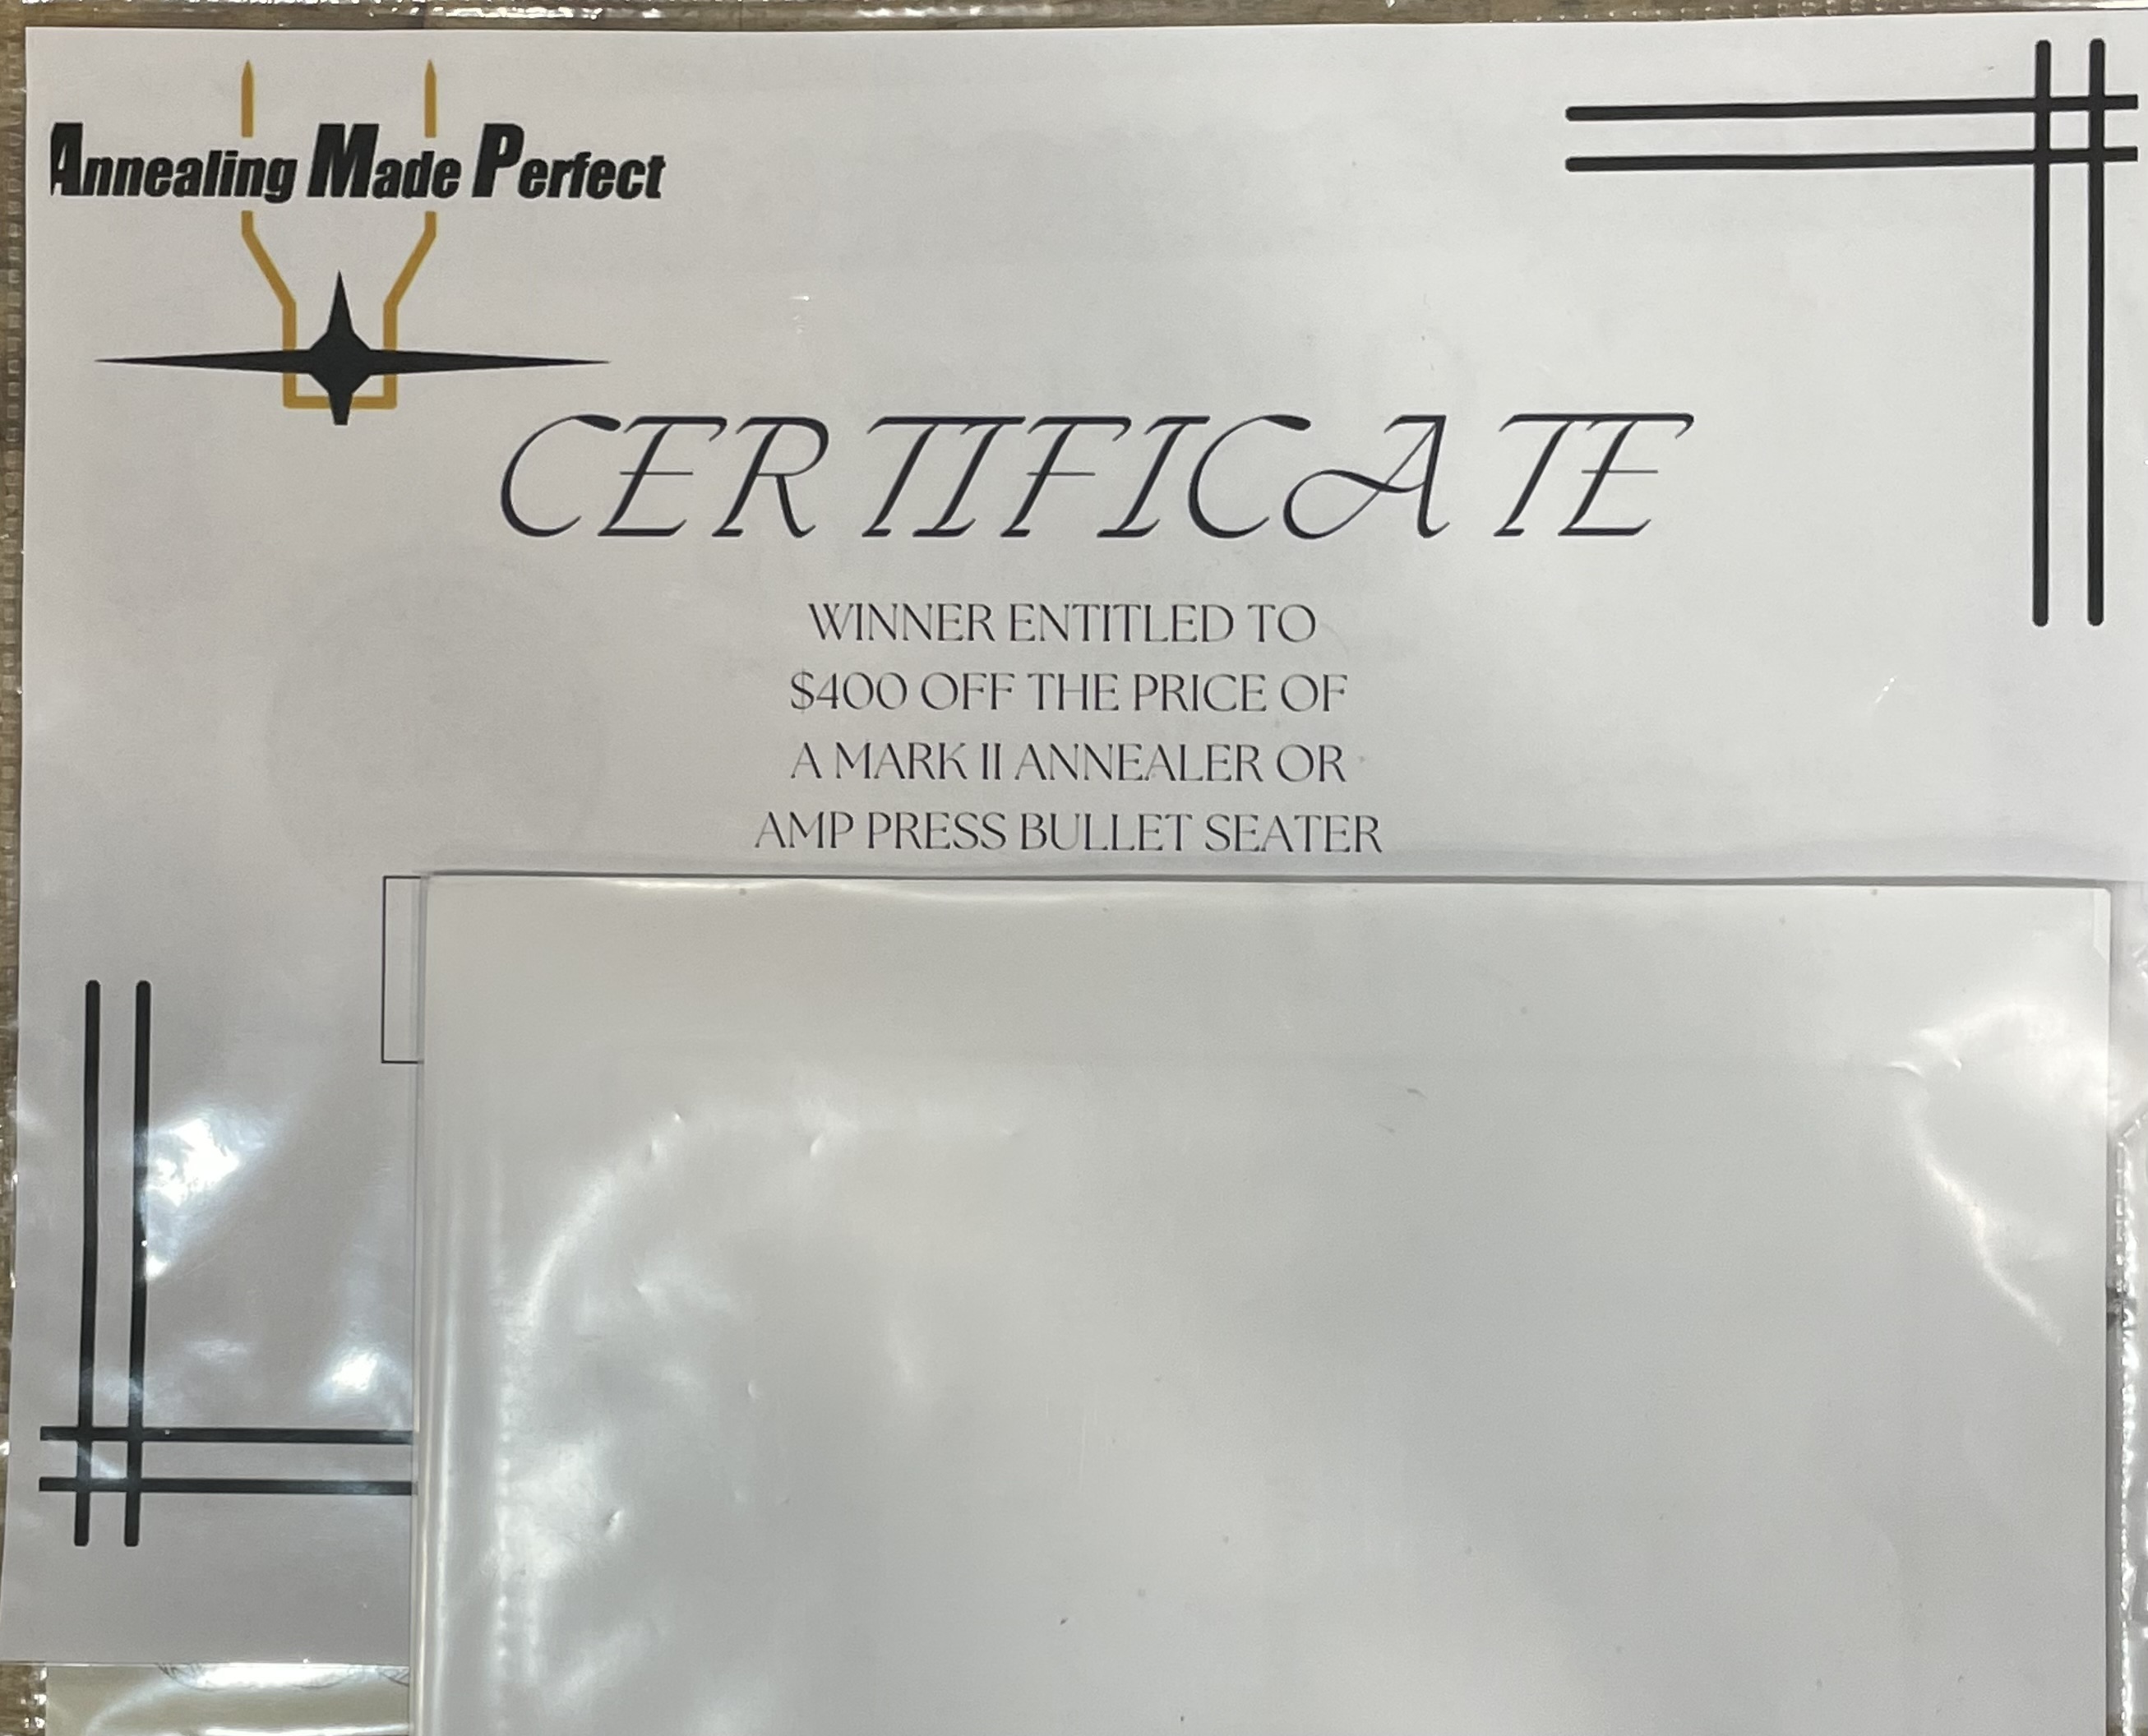 Annealing Made Perfect
CERTIFICATE
WINNER ENTITLED TO
$400 OFF THE PRICE OF
A MARK II ANNEALER OR
AMP PRESS BULLET SEATER